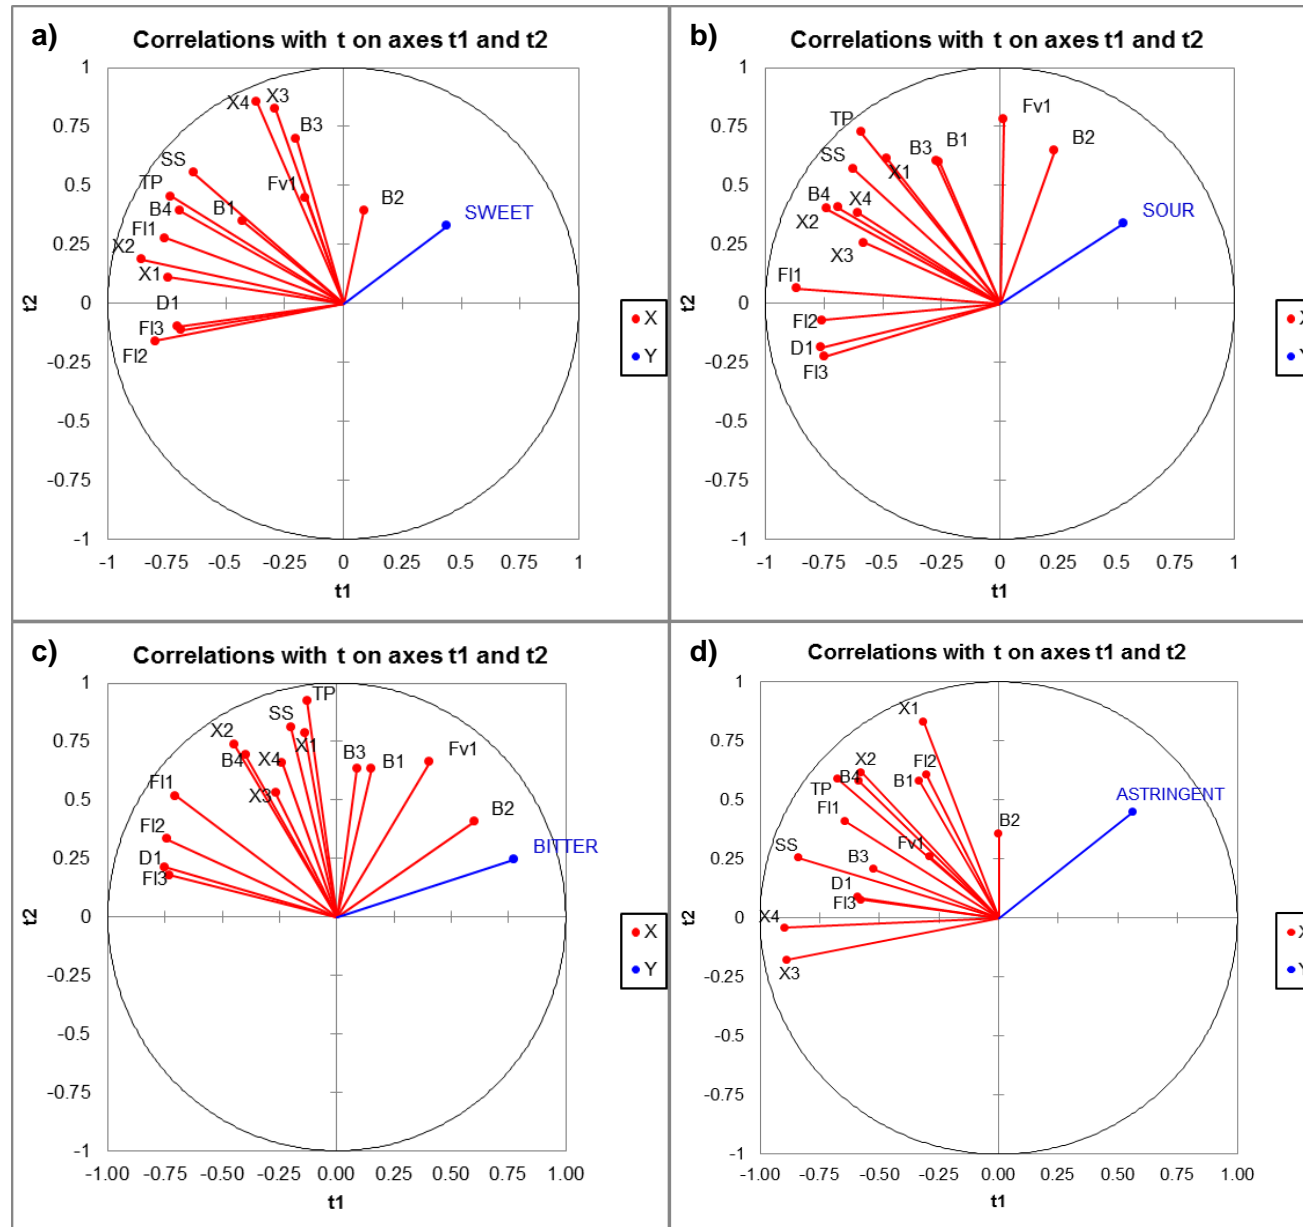 a)
Correlations with t on axes t1 and t2
1
0.75
0.5
0.25
0
-0.25
-0.5
-0.75
-1
t2
X4 X3
B3
SS
TP
Fv1
B4 B1
B2
SWEET
Fl1
X2
X1
D1
Fl3
Fl2
-1 -0.75 -0.5 -0.25 0 0.25 0.5 0.75 1
t1
X
Y
b)
Correlations with t on axes t1 and t2
1
0.75
0.5
0.25
0
-0.25
-0.5
-0.75
-1
t2
Fv1
TP
B3 B1
B2
SS
X1
B4 X4
X2
SOUR
X3
Fl1
Fl2
D1
Fl3
-1 -0.75 -0.5 -0.25 0 0.25 0.5 0.75 1
t1
c)
Correlations with t on axes t1 and t2
1
0.75
0.5
0.25
0
-0.25
-0.5
-0.75
-1
t2
TP
SS
X2
X1
B4 X4
B3 B1 Fv1
Fl1
X3
B2
Fl2
BITTER
D1
Fl3
-1.00 -0.75 -0.50 -0.25 0.00 0.25 0.50 0.75 1.00
t1
X
Y
d)
Correlations with t on axes t1 and t2
1
0.75
0.5
0.25
0
-0.25
-0.5
-0.75
-1
t2
X1
X2 Fl2
B4 B1
TP
ASTRINGENT
Fl1
B2
SS
Fv1
B3
D1
Fl3
X4
X3
-1.00 -0.75 -0.50 -0.25 0.00 0.25 0.50 0.75 1.00
t1